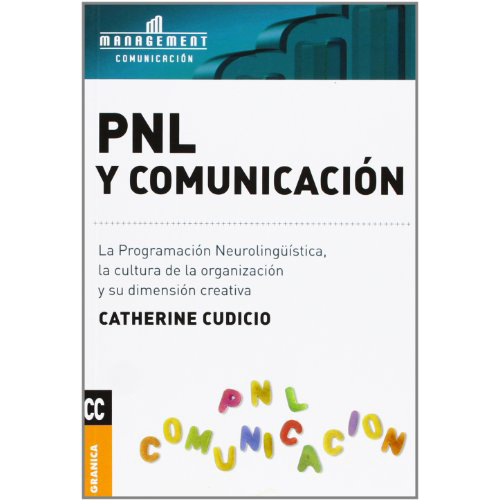 MANAGEMENT
COMUNICACIÓN
PNL
Y COMUNICACIÓN
La Programación Neurolingüística,
la cultura de la organización
y su dimensión creativa
CATHERINE CUDICIO
PNL
COMUNICACION
CC
GRANICA